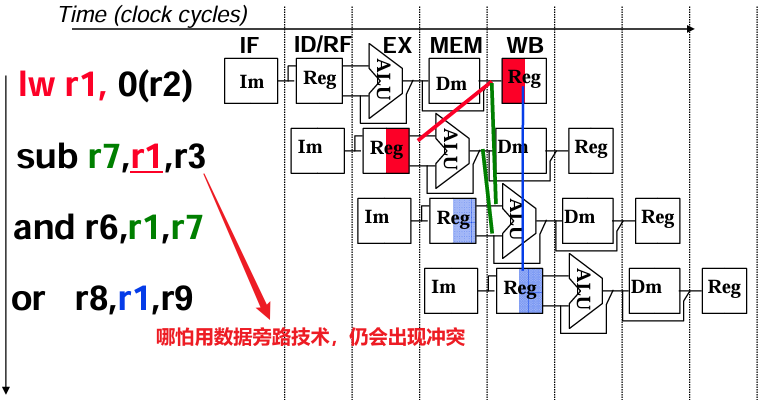 Time (clock cycles)
IF ID/RF EX MEM WB
lw r1, 0(r2) Im Reg ALU Dm Reg
sub r7,r1,r3 Im Reg ALU Dm Reg
and r6,r1,r7 Im Reg ALU Dm Reg
or r8,r1,r9 Im Reg ALU Dm Reg
哪怕用数据旁路技术，仍会出现冲突